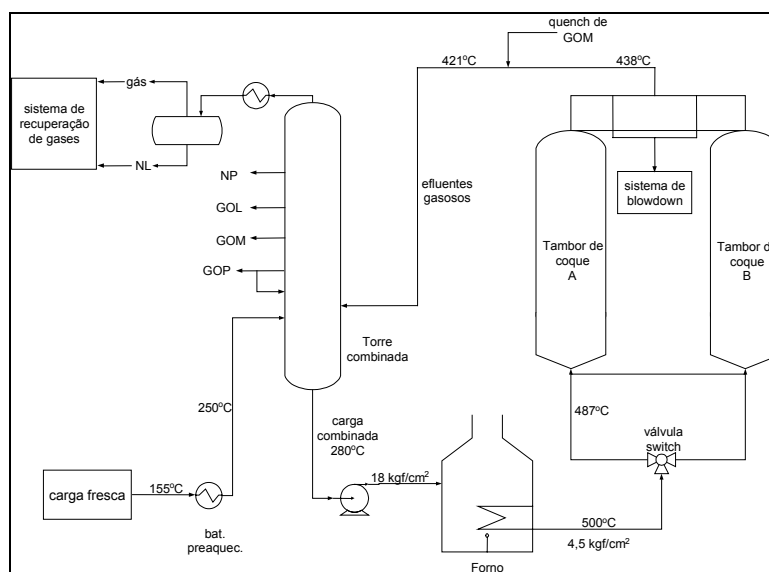 quench de
GOM
421ºC
438ºC
gás
sistema de
recuperação
de gases
NL
NP
GOL
GOM
GOP
efluentes
gasosos
sistema de
blowdown
Tambor de
coque
A
Tambor de
coque
B
Torre
combinada
250ºC
carga
combinada
280ºC
487ºC
válvula
switch
carga fresca
155ºC
bat.
preaquec.
18 kgf/cm²
500ºC
4,5 kgf/cm²
Forno